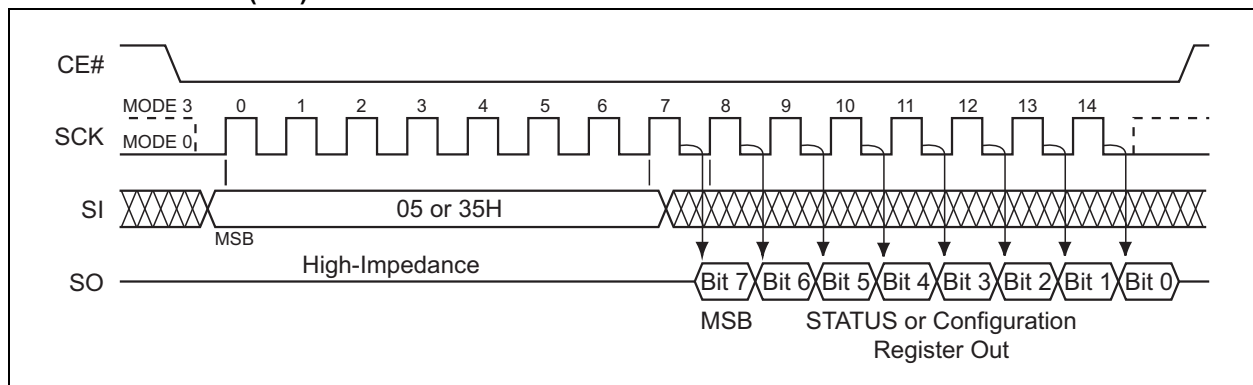 CE#
MODE 3 0 1 2 3 4 5 6 7 8 9 10 11 12 13 14
SCK
MODE 0
SI
05 or 35H
MSB
High-Impedance
SO
Bit 7 Bit 6 Bit 5 Bit 4 Bit 3 Bit 2 Bit 1 Bit 0
MSB
STATUS or Configuration
Register Out